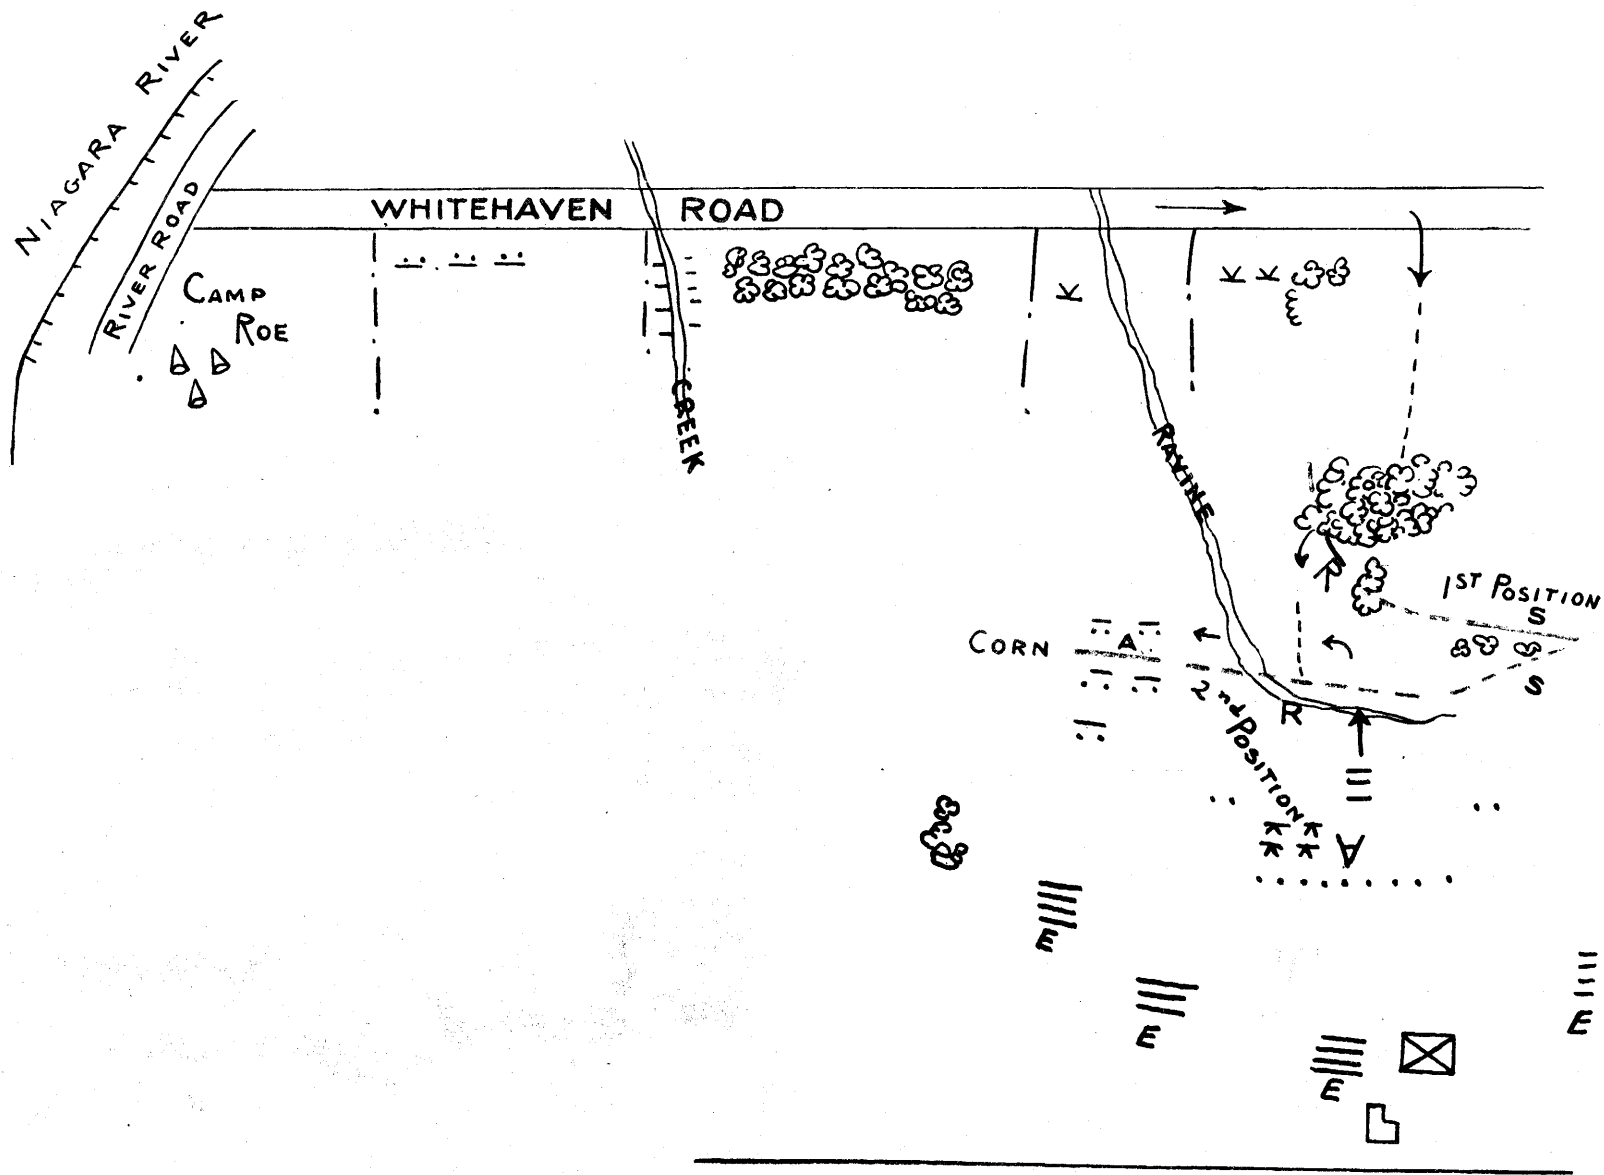 NIAGARA RIVER
RIVER ROAD
WHITEHAVEN ROAD
CAMP
ROE
CREEK
K
K K
RAVINE
R
1ST POSITION
S
CORN
A
S
2nd POSITION
R
A
E
E
E
E